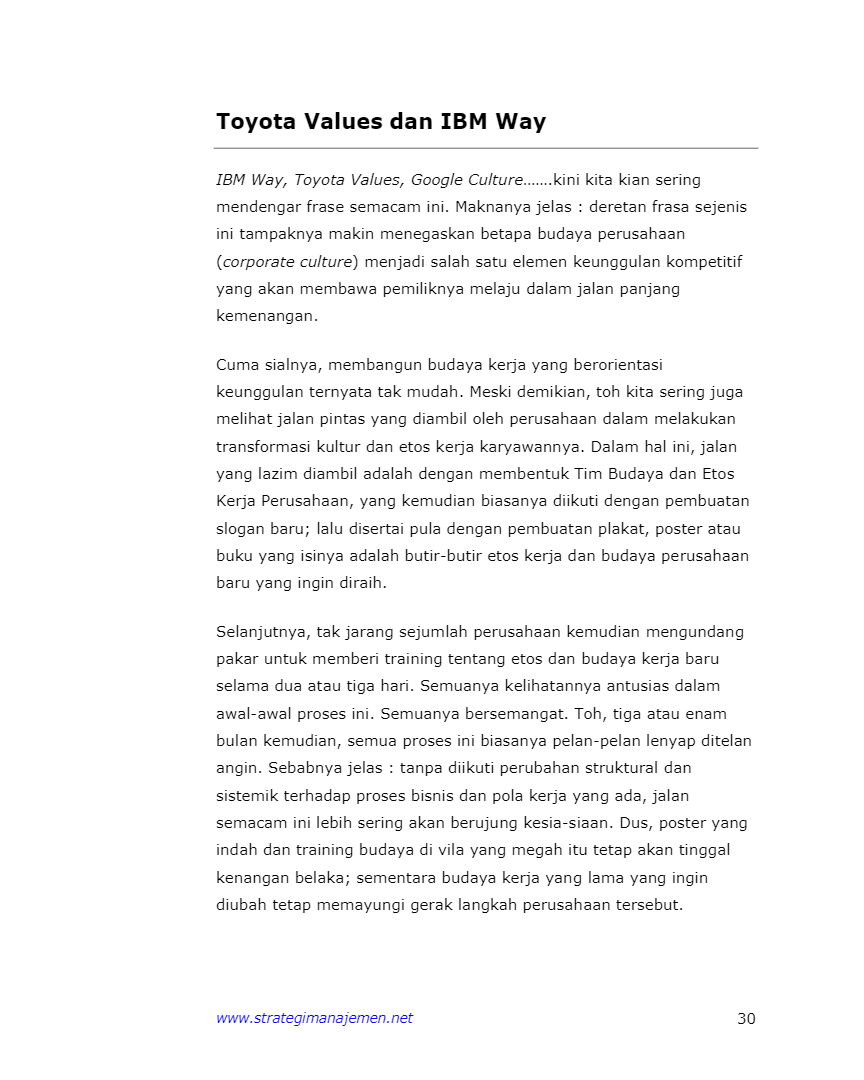 Toyota Values dan IBM Way
IBM Way, Toyota Values, Google Culture…….kini kita kian sering
mendengar frase semacam ini. Maknanya jelas : deretan frasa sejenis
ini tampaknya makin menegaskan betapa budaya perusahaan
(corporate culture) menjadi salah satu elemen keunggulan kompetitif
yang akan membawa pemiliknya melaju dalam jalan panjang
kemenangan.
Cuma sialnya, membangun budaya kerja yang berorientasi
keunggulan ternyata tak mudah. Meski demikian, toh kita sering juga
melihat jalan pintas yang diambil oleh perusahaan dalam melakukan
transformasi kultur dan etos kerja karyawannya. Dalam hal ini, jalan
yang lazim diambil adalah dengan membentuk Tim Budaya dan Etos
Kerja Perusahaan, yang kemudian biasanya diikuti dengan pembuatan
slogan baru; lalu disertai pula dengan pembuatan plakat, poster atau
buku yang isinya adalah butir-butir etos kerja dan budaya perusahaan
baru yang ingin diraih.
Selanjutnya, tak jarang sejumlah perusahaan kemudian mengundang
pakar untuk memberi training tentang etos dan budaya kerja baru
selama dua atau tiga hari. Semuanya kelihatannya antusias dalam
awal-awal proses ini. Semuanya bersemangat. Toh, tiga atau enam
bulan kemudian, semua proses ini biasanya pelan-pelan lenyap ditelan
angin. Sebabnya jelas : tanpa diikuti perubahan struktural dan
sistemik terhadap proses bisnis dan pola kerja yang ada, jalan
semacam ini lebih sering akan berujung kesia-siaan. Dus, poster yang
indah dan training budaya di vila yang megah itu tetap akan tinggal
kenangan belaka; sementara budaya kerja yang lama yang ingin
diubah tetap memayungi gerak langkah perusahaan tersebut.
www.strategimanajemen.net 30